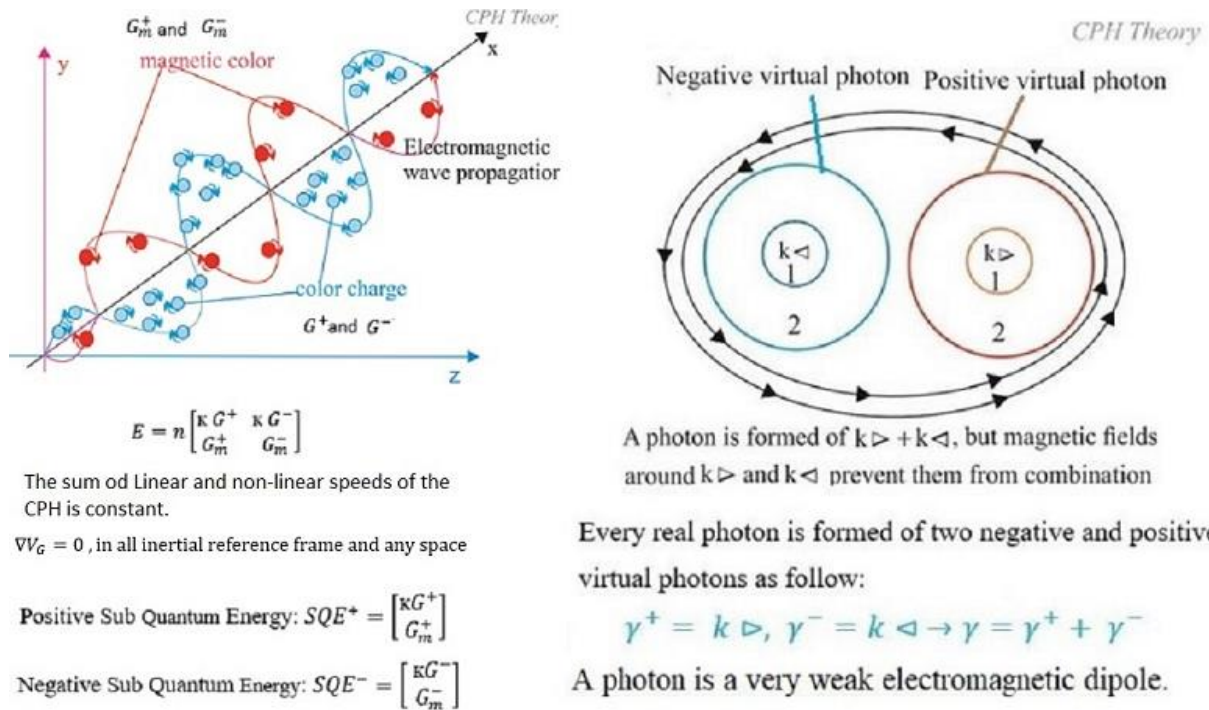 CPH Theor
G_m^+ and G_m^-
magnetic color
y
x
Electromagnetic
wave propagation
color charge
G^+ and G^-
z
E = n [κG^+ κG^- ; G_m^+ G_m^-]
The sum od Linear and non-linear speeds of the
CPH is constant.
∇V_G = 0 , in all inertial reference frame and any space
Positive Sub Quantum Energy: SQE^+ = [κG^+ ; G_m^+]
Negative Sub Quantum Energy: SQE^- = [κG^- ; G_m^-]
CPH Theory
Negative virtual photon Positive virtual photon
k ⊲ k ⊳
1 1
2 2
A photon is formed of k ⊳ + k ⊲, but magnetic fields
around k ⊳ and k ⊲ prevent them from combination
Every real photon is formed of two negative and positive
virtual photons as follow:
γ^+ = k ⊳, γ^- = k ⊲ → γ = γ^+ + γ^-
A photon is a very weak electromagnetic dipole.